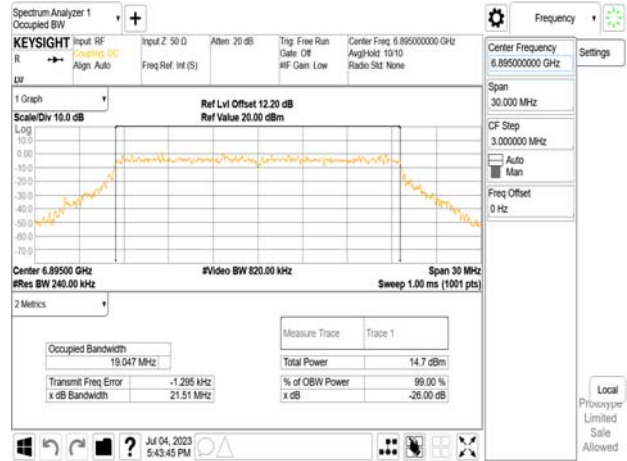 Spectrum Analyzer 1
Occupied BW
KEYSIGHT
R
Input: RF
Coupling: DC
Align: Auto
Input Z: 50 Ω
Freq Ref: Int (S)
Atten: 20 dB
Trig: Free Run
Gate: Off
#IF Gain: Low
Center Freq: 6.895000000 GHz
Avg|Hold: 10/10
Radio Std: None
1 Graph
Scale/Div 10.0 dB
Ref Lvl Offset 12.20 dB
Ref Value 20.00 dBm
Log
10.0
0.00
-10.0
-20.0
-30.0
-40.0
-50.0
-60.0
-70.0
Center 6.89500 GHz
#Res BW 240.00 kHz
#Video BW 820.00 kHz
Span 30 MHz
Sweep 1.00 ms (1001 pts)
2 Metrics
Measure Trace
Trace 1
Occupied Bandwidth
19.047 MHz
Total Power
14.7 dBm
Transmit Freq Error
-1.295 kHz
% of OBW Power
99.00 %
x dB Bandwidth
21.51 MHz
x dB
-26.00 dB
?
Jul 04, 2023
5:43:45 PM
Frequency
Center Frequency
6.895000000 GHz
Settings
Span
30.000 MHz
CF Step
3.000000 MHz
Auto
Man
Freq Offset
0 Hz
Local
Prototype
Limited
Sale
Allowed